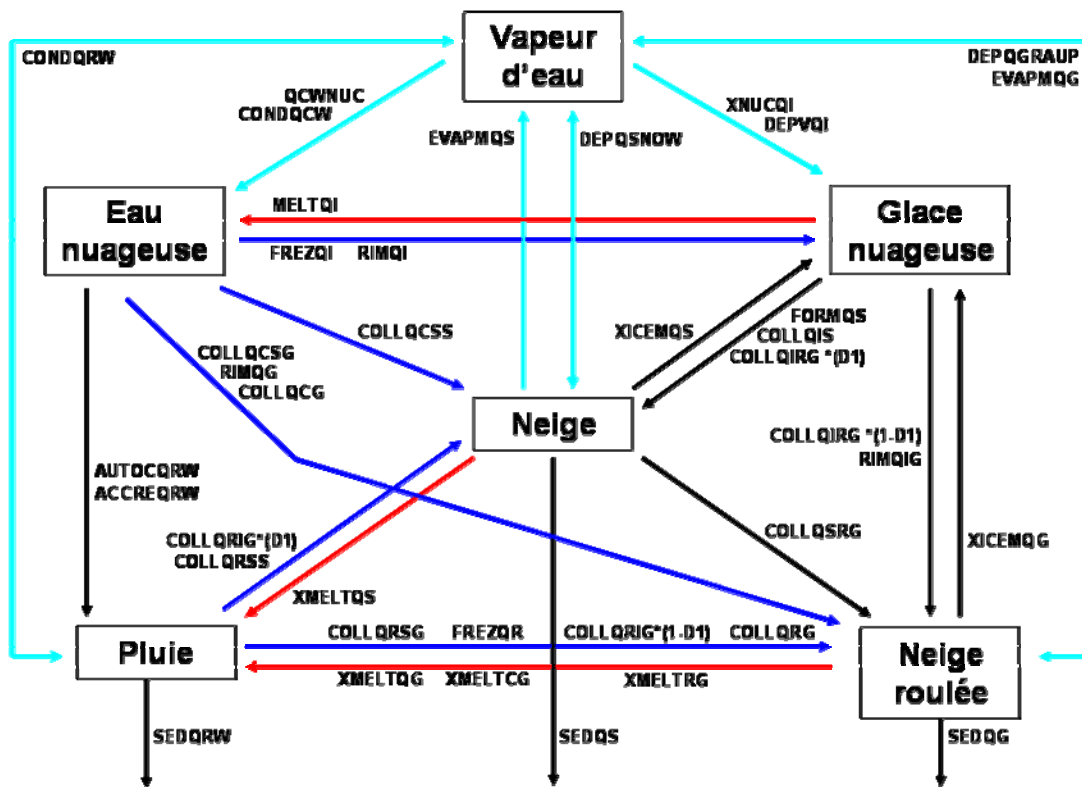 Vapeur
d'eau
CONDQRW
DEPQGRAUP
EVAPMQG
QCWNUC
CONDQCW
XNUCQI
DEPVQI
EVAPMQS
DEPQSNOW
Eau
nuageuse
MELTQI
FREZQI RIMQI
Glace
nuageuse
COLLQCSS
XICEMQS
FORMQS
COLLQIS
COLLQIRG *(D1)
COLLQCSG
RIMQG
COLLQCG
Neige
COLLQIRG *(1-D1)
RIMQIG
AUTOCQRW
ACCREQRW
COLLQRIG*(D1)
COLLQRSS
COLLQSRG
XICEMQG
XMELTQS
Pluie
COLLQRSG FREZQR COLLQRIG*(1-D1) COLLQRG
XMELTQG XMELTCG XMELTRG
Neige
roulée
SEDQRW
SEDQS
SEDQG